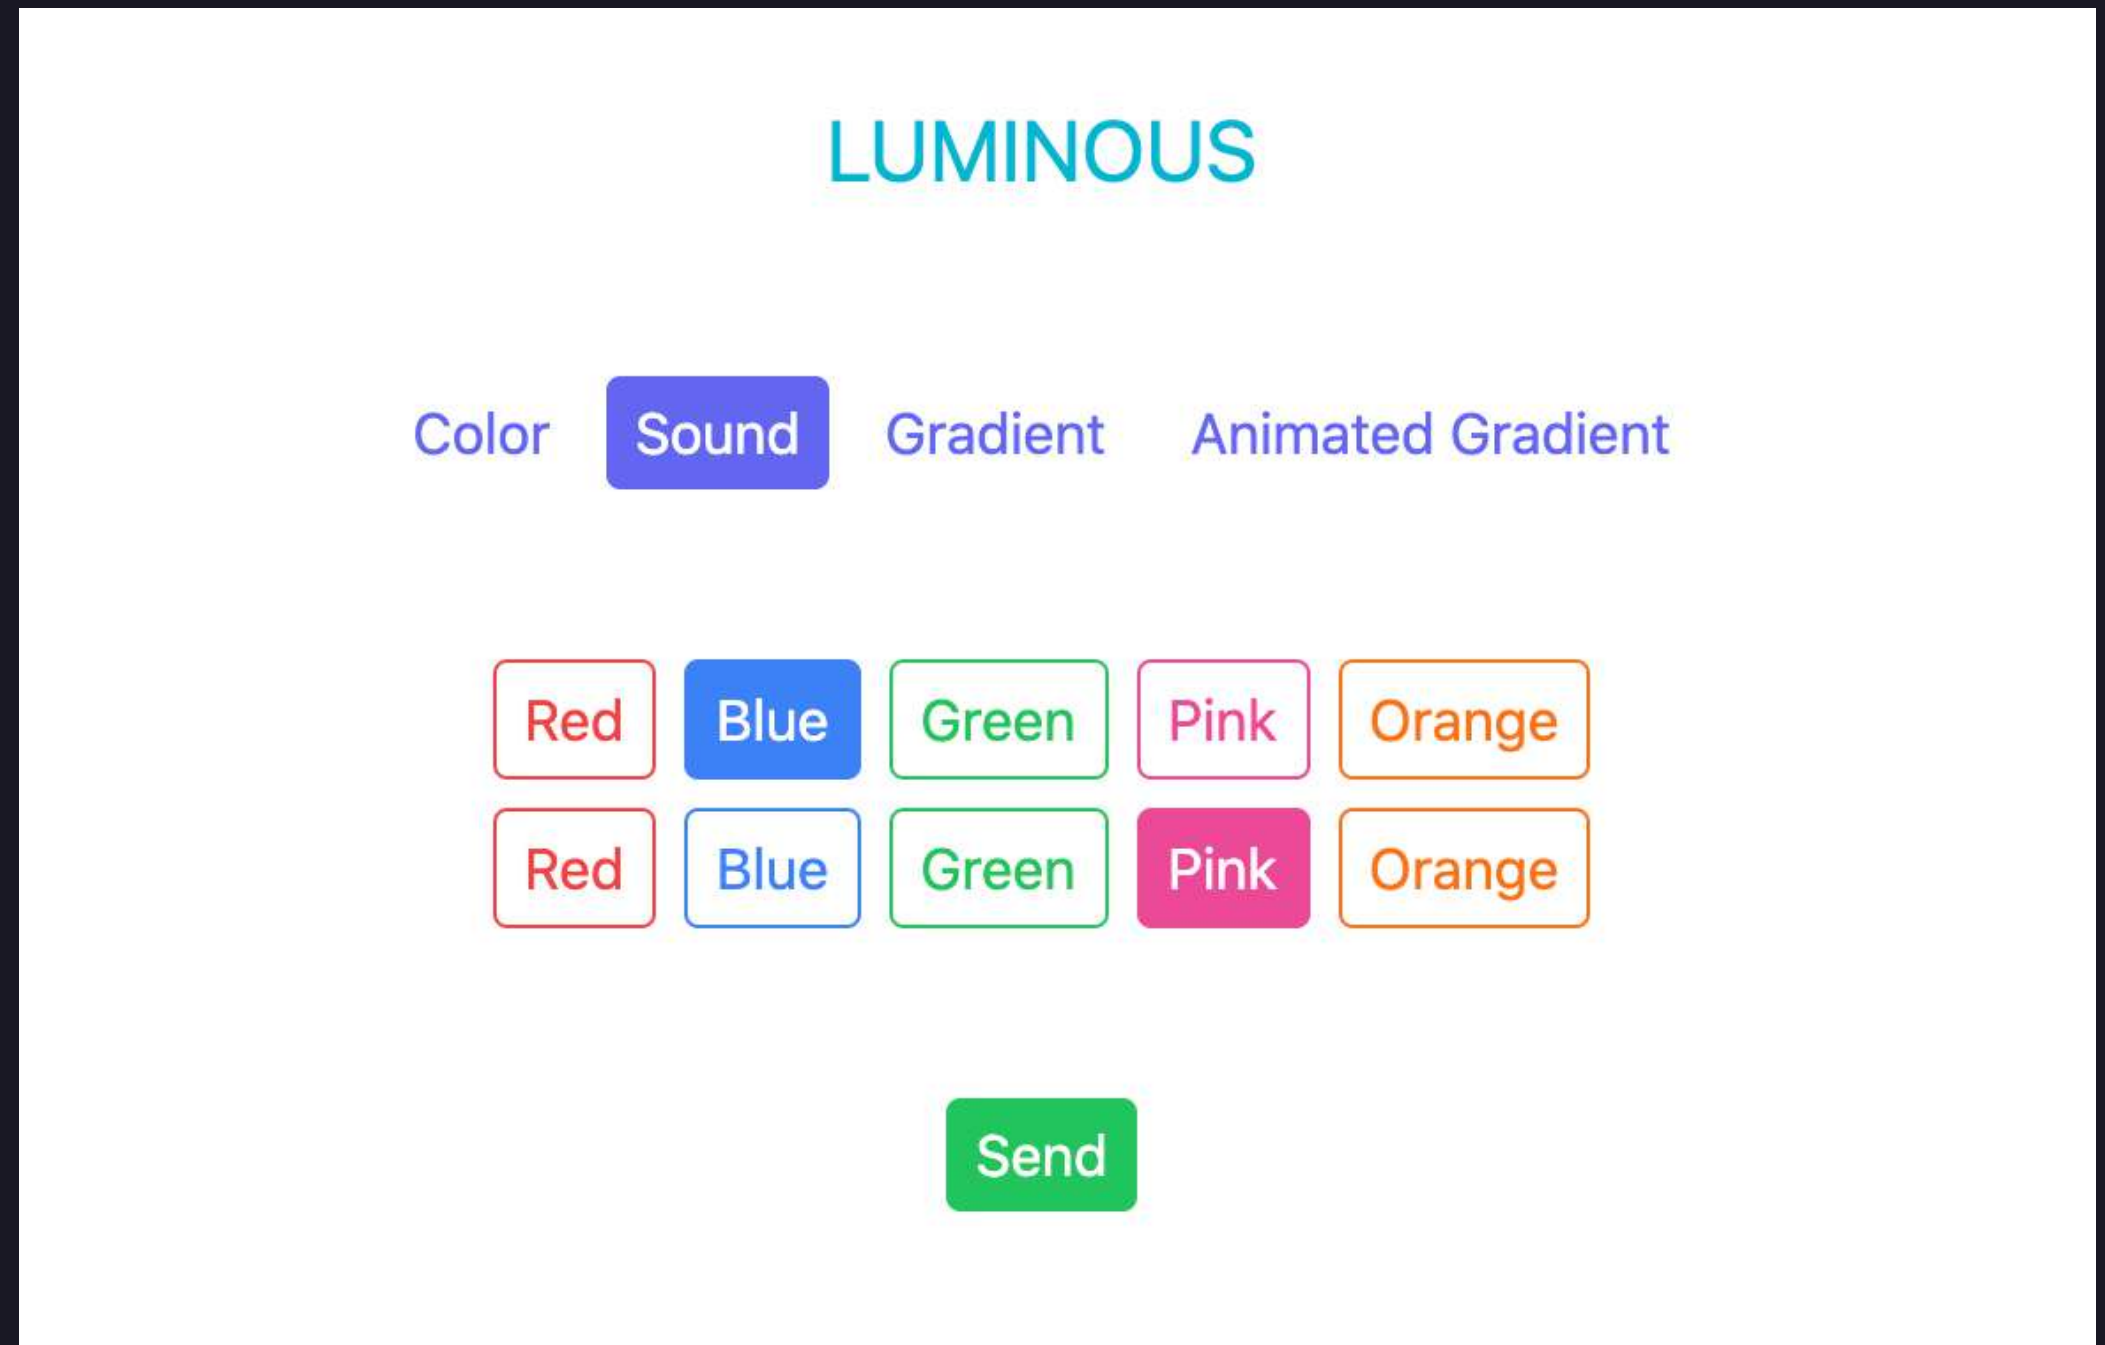 LUMINOUS
Color Sound Gradient Animated Gradient
Red Blue Green Pink Orange
Red Blue Green Pink Orange
Send